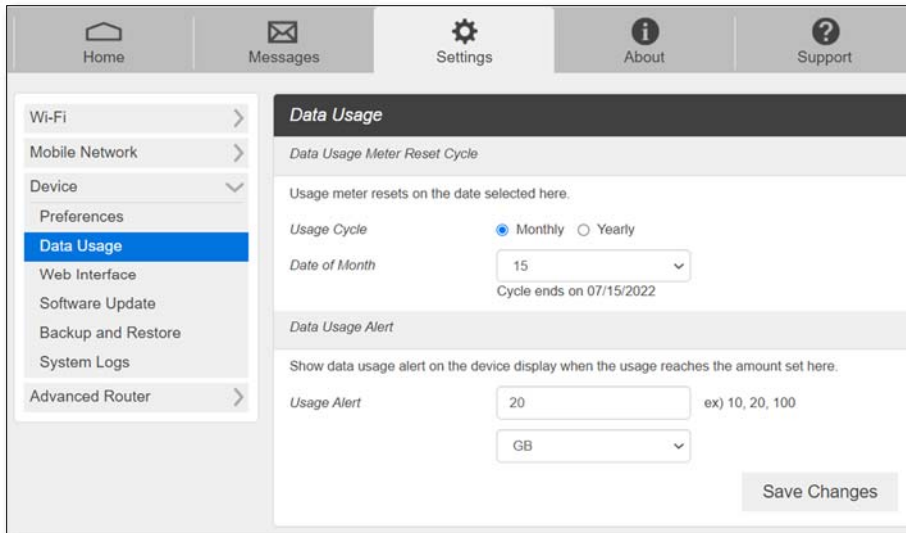 Home
Messages
Settings
About
Support
Wi-Fi
Mobile Network
Device
Preferences
Data Usage
Web Interface
Software Update
Backup and Restore
System Logs
Advanced Router
Data Usage
Data Usage Meter Reset Cycle
Usage meter resets on the date selected here.
Usage Cycle Monthly Yearly
Date of Month 15
Cycle ends on 07/15/2022
Data Usage Alert
Show data usage alert on the device display when the usage reaches the amount set here.
Usage Alert 20 ex) 10, 20, 100
GB
Save Changes